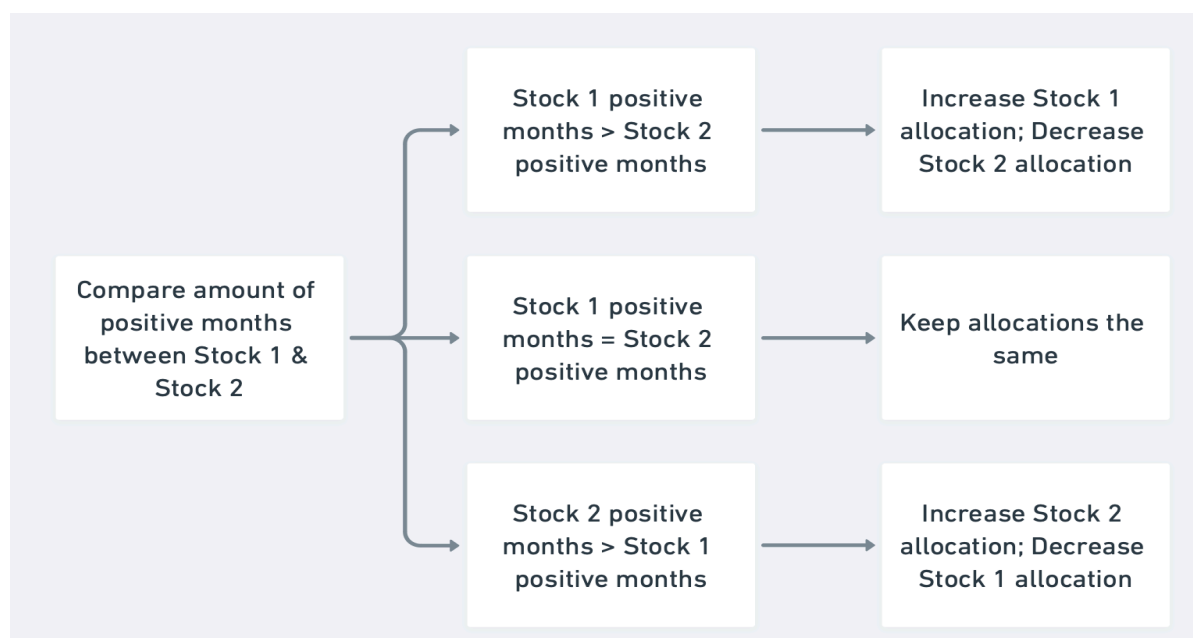 Compare amount of
positive months
between Stock 1 &
Stock 2
Stock 1 positive
months > Stock 2
positive months
Increase Stock 1
allocation; Decrease
Stock 2 allocation
Stock 1 positive
months = Stock 2
positive months
Keep allocations the
same
Stock 2 positive
months > Stock 1
positive months
Increase Stock 2
allocation; Decrease
Stock 1 allocation